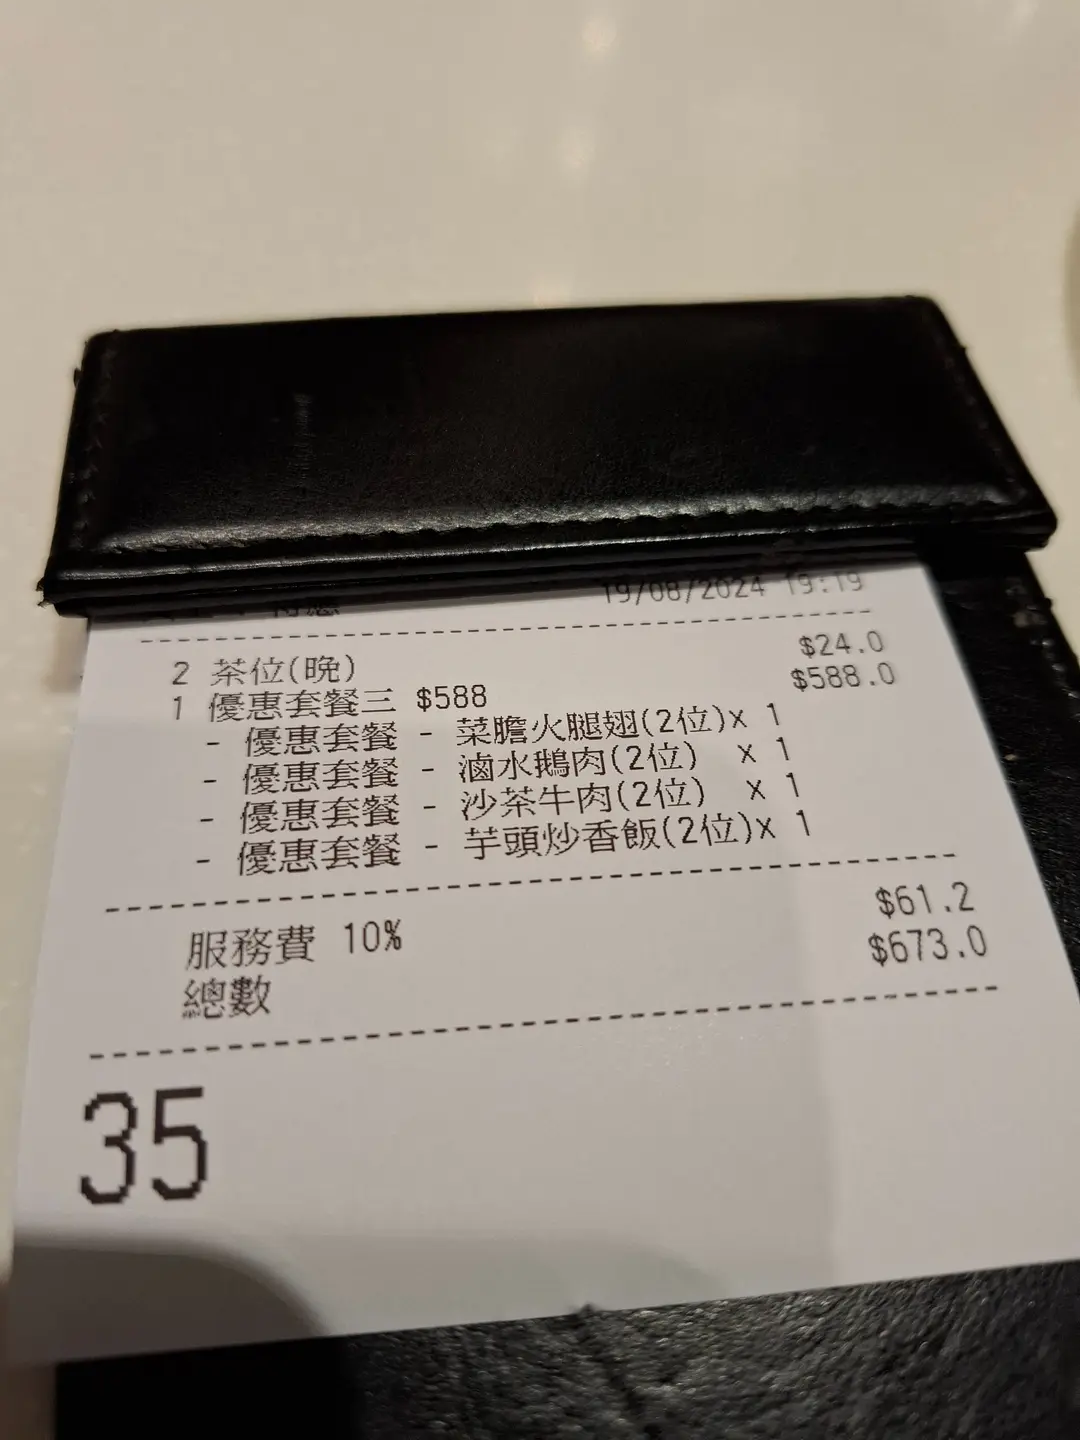 19/08/2024 19:19
2 茶位(晚) $24.0
1 優惠套餐三 $588 $588.0
- 優惠套餐 - 菜膽火腿翅(2位)x 1
- 優惠套餐 - 滷水鵝肉(2位) x 1
- 優惠套餐 - 沙茶牛肉(2位) x 1
- 優惠套餐 - 芋頭炒香飯(2位)x 1
服務費 10% $61.2
總數 $673.0
35